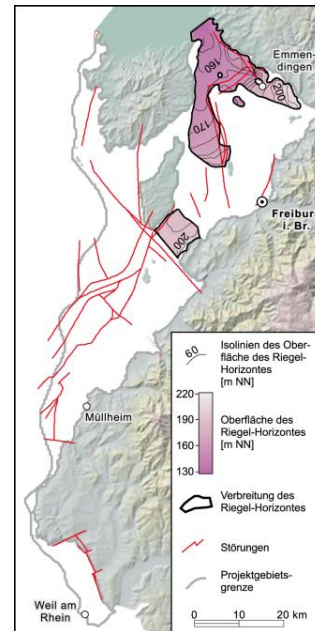 160
Emmen-
dingen
200
170
Freiburg
i. Br.
200
Isolinien des Ober-
fläche des Riegel-
Horizontes
[m NN]
60
220
190
160
130
Oberfläche des
Riegel-Horizontes
[m NN]
Müllheim
Verbreitung des
Riegel-Horizontes
Störungen
Projektgebiets-
grenze
Weil am
Rhein
0 10 20 km